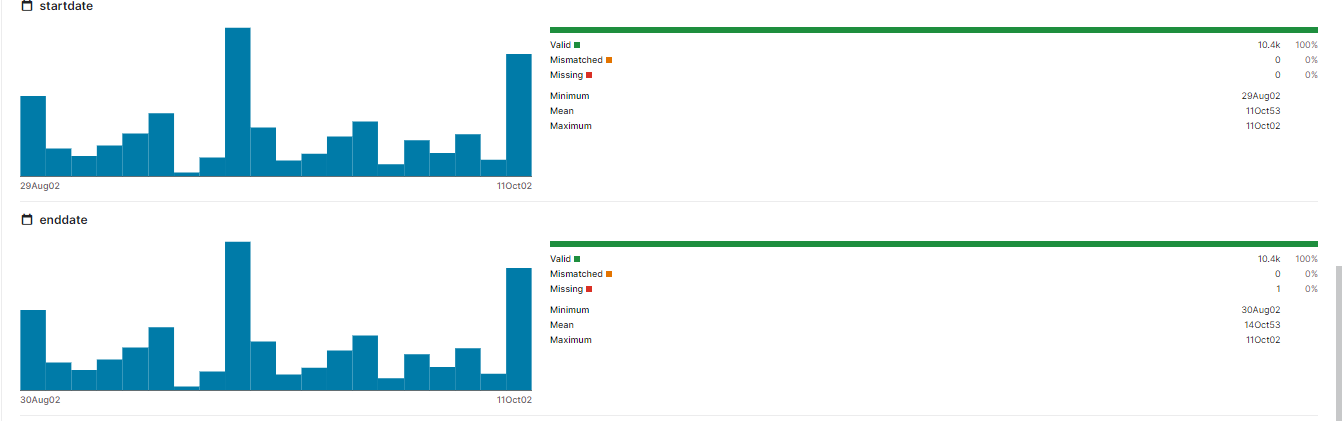 startdate
Valid 10.4k 100%
Mismatched 0 0%
Missing 0 0%
Minimum 29Aug02
Mean 11Oct53
Maximum 11Oct02
29Aug02 11Oct02
enddate
Valid 10.4k 100%
Mismatched 0 0%
Missing 1 0%
Minimum 30Aug02
Mean 14Oct53
Maximum 11Oct02
30Aug02 11Oct02